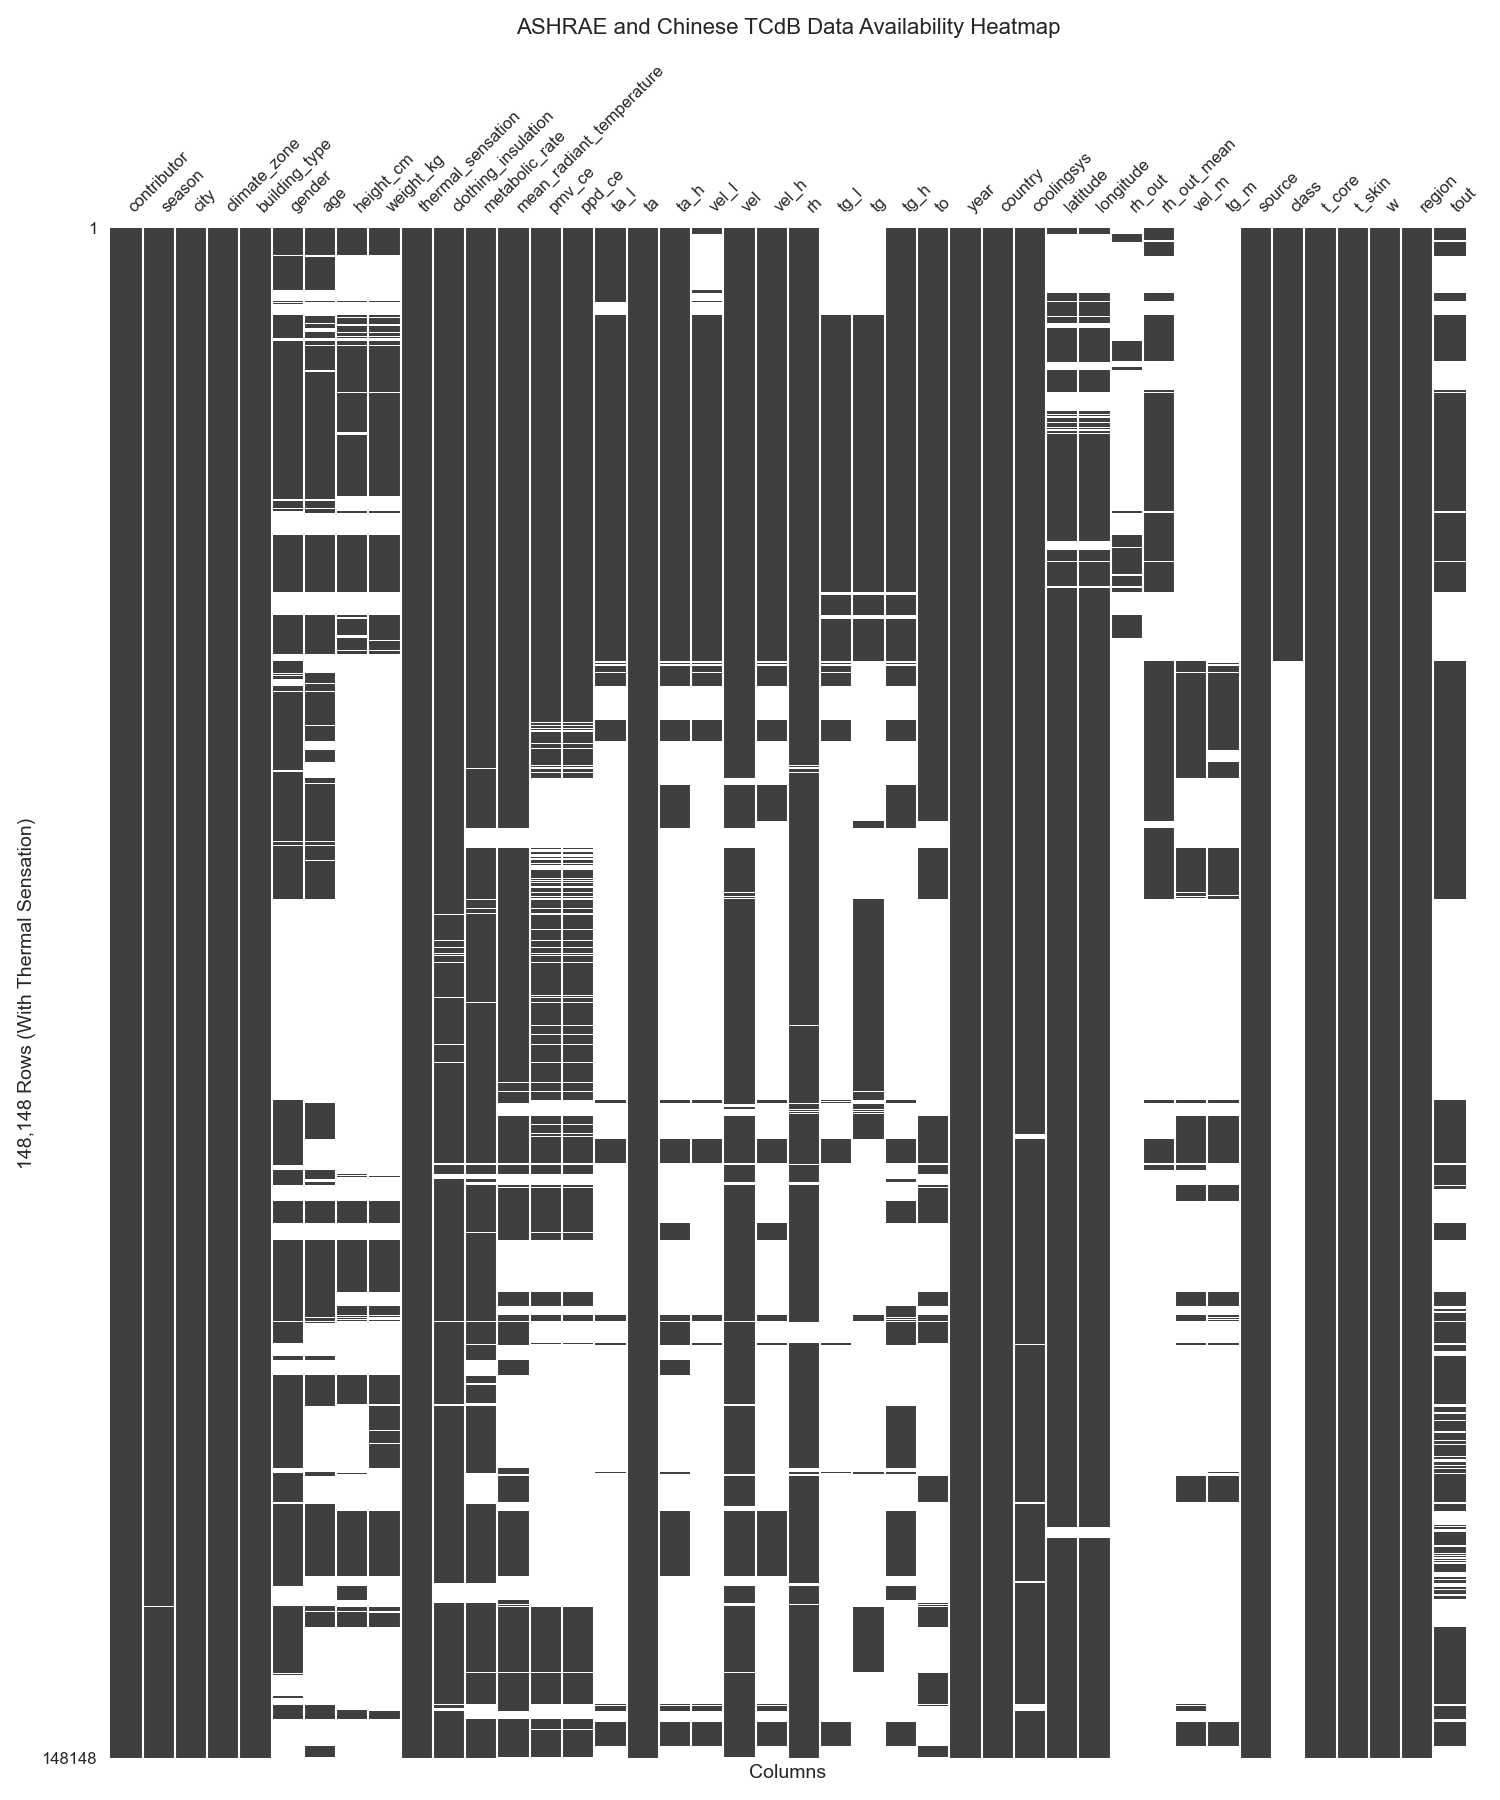 ASHRAE and Chinese TCdB Data Availability Heatmap
contributor
season
city
climate_zone
building_type
gender
age
height_cm
weight_kg
thermal_sensation
clothing_insulation
metabolic_rate
mean_radiant_temperature
pmv_ce
ppd_ce
ta_l
ta
ta_h
vel_l
vel
vel_h
rh
tg_l
tg
tg_h
to
year
country
coolingsys
latitude
longitude
rh_out
rh_out_mean
vel_m
tg_m
source
class
t_core
t_skin
w
region
tout
1
148,148 Rows (With Thermal Sensation)
148148
Columns